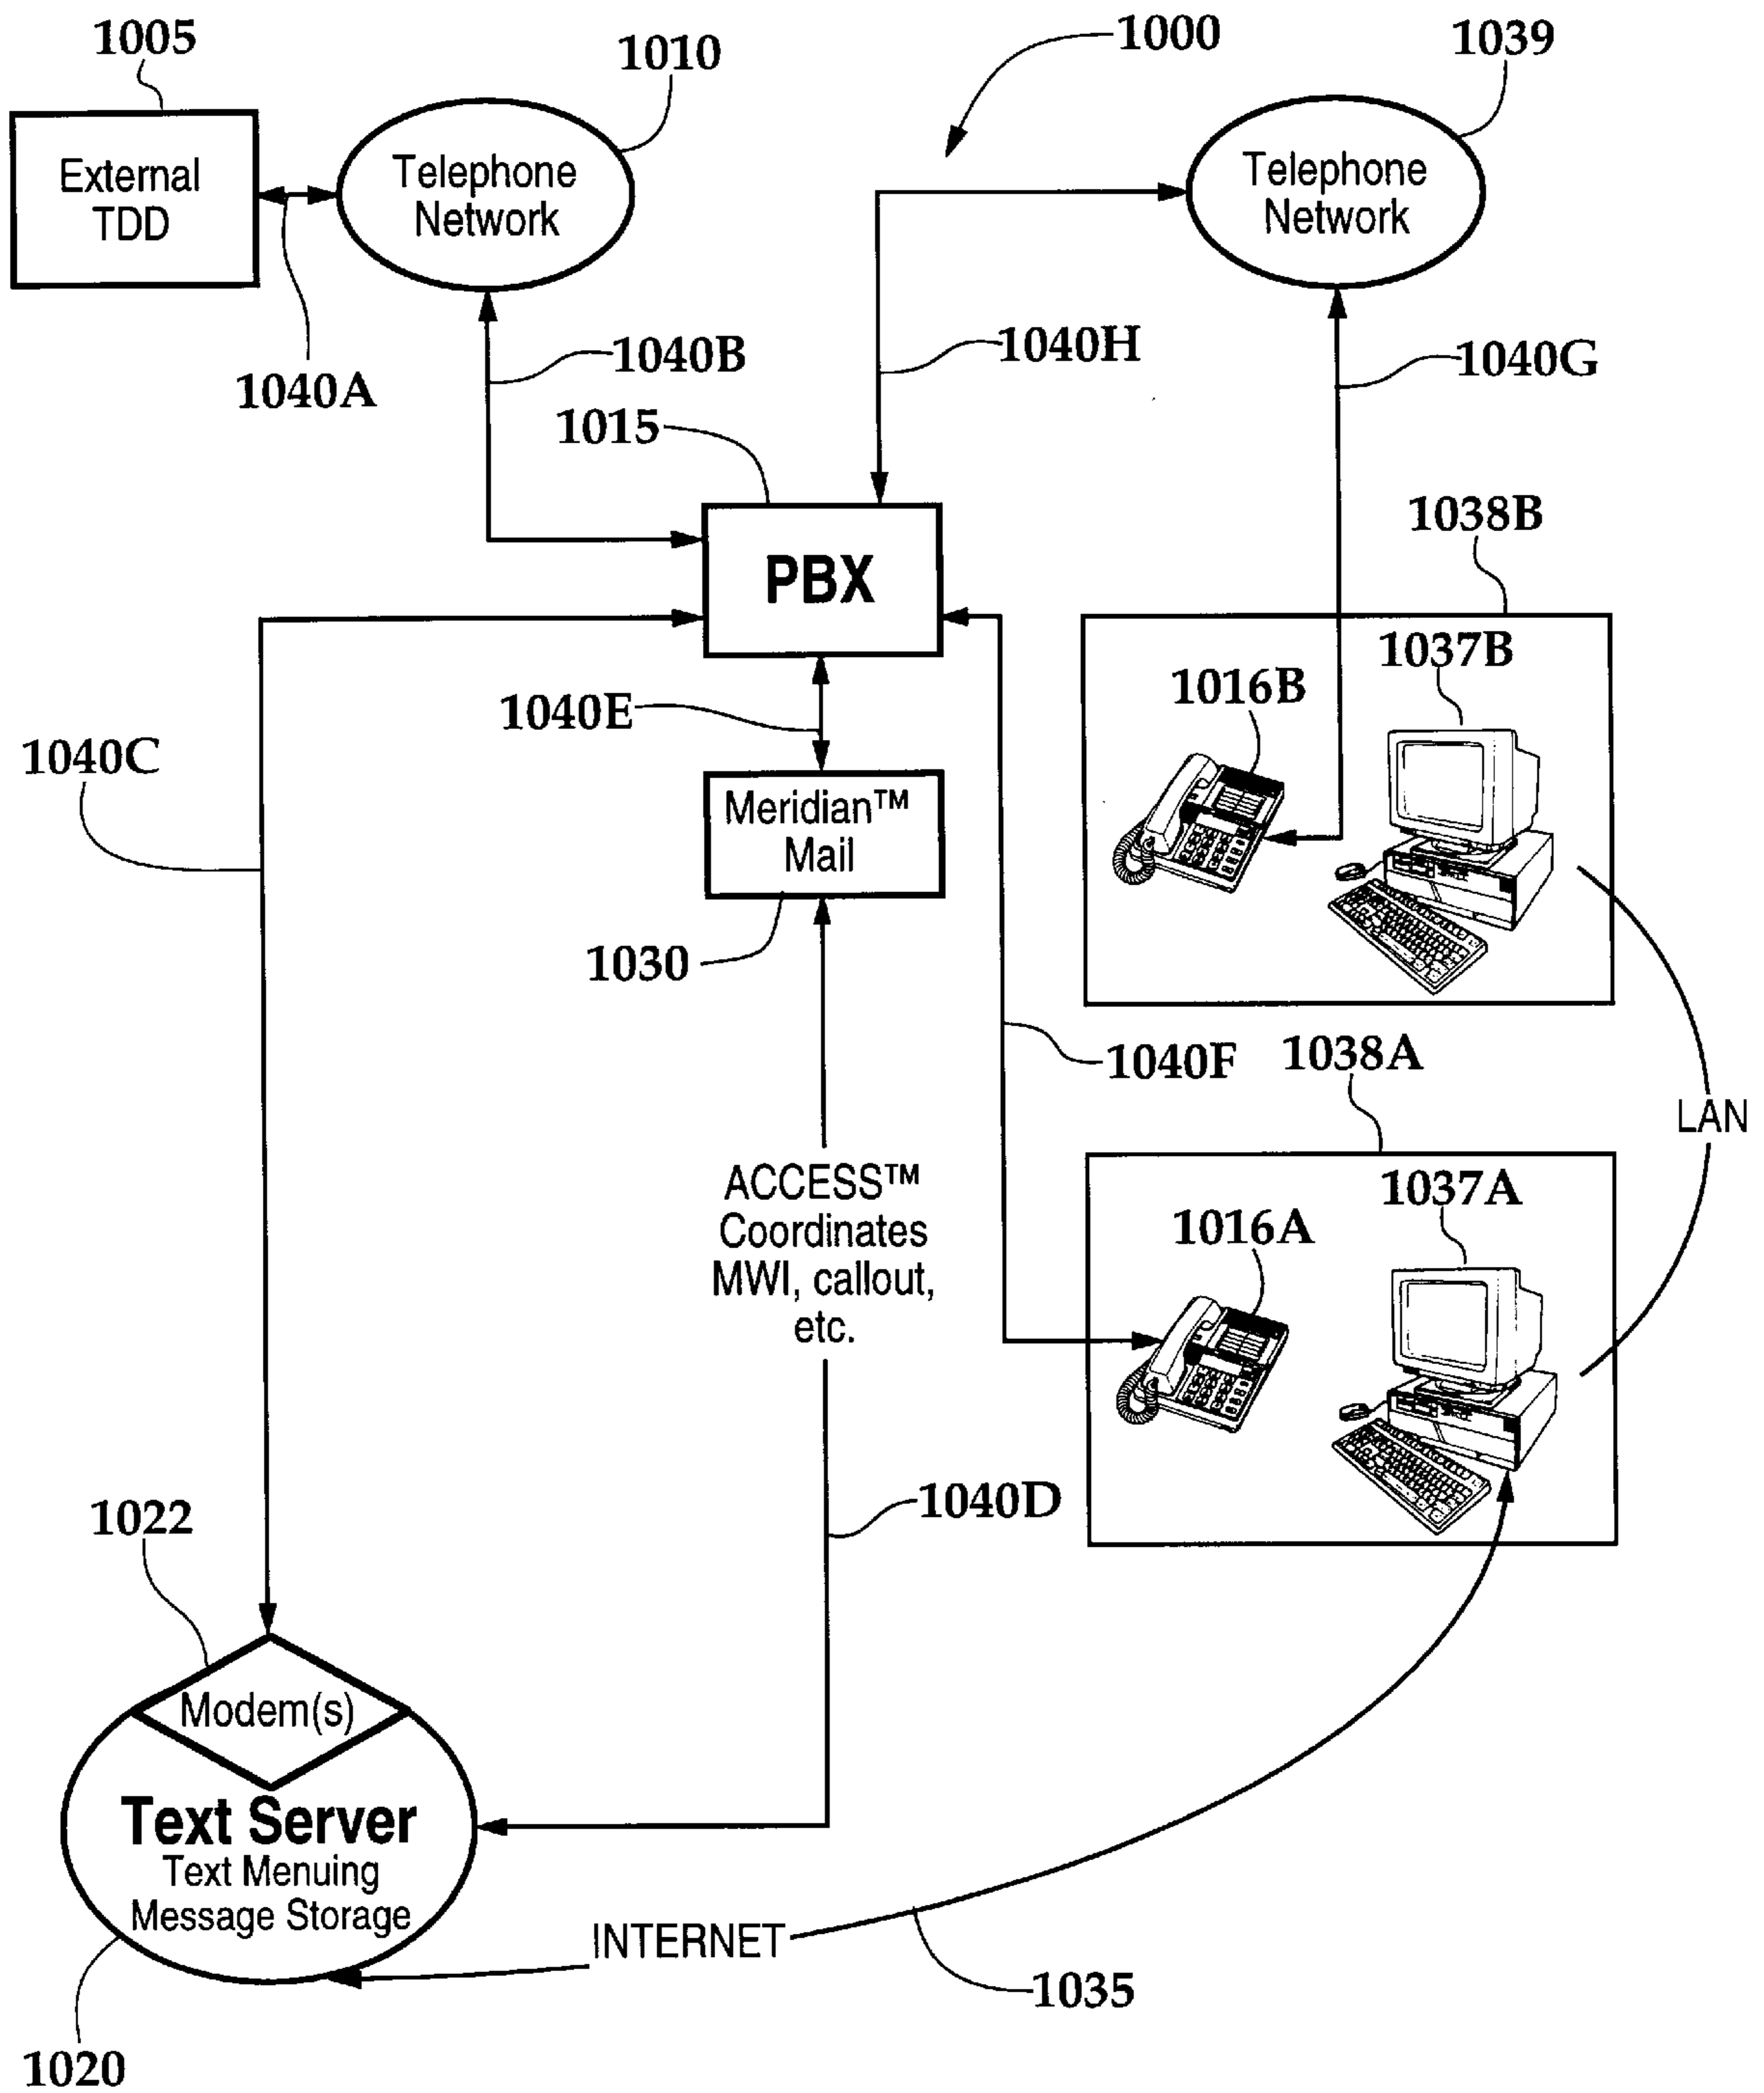 1005
1010
1000
1039
External
TDD
Telephone
Network
Telephone
Network
1040A
1040B
1040H
1040G
1015
1038B
PBX
1037B
1016B
1040E
1040C
Meridian™
Mail
1030
1040F
1038A
LAN
ACCESS™
Coordinates
MWI, callout,
etc.
1037A
1016A
1040D
1022
Modem(s)
Text Server
Text Menuing
Message Storage
INTERNET
1035
1020